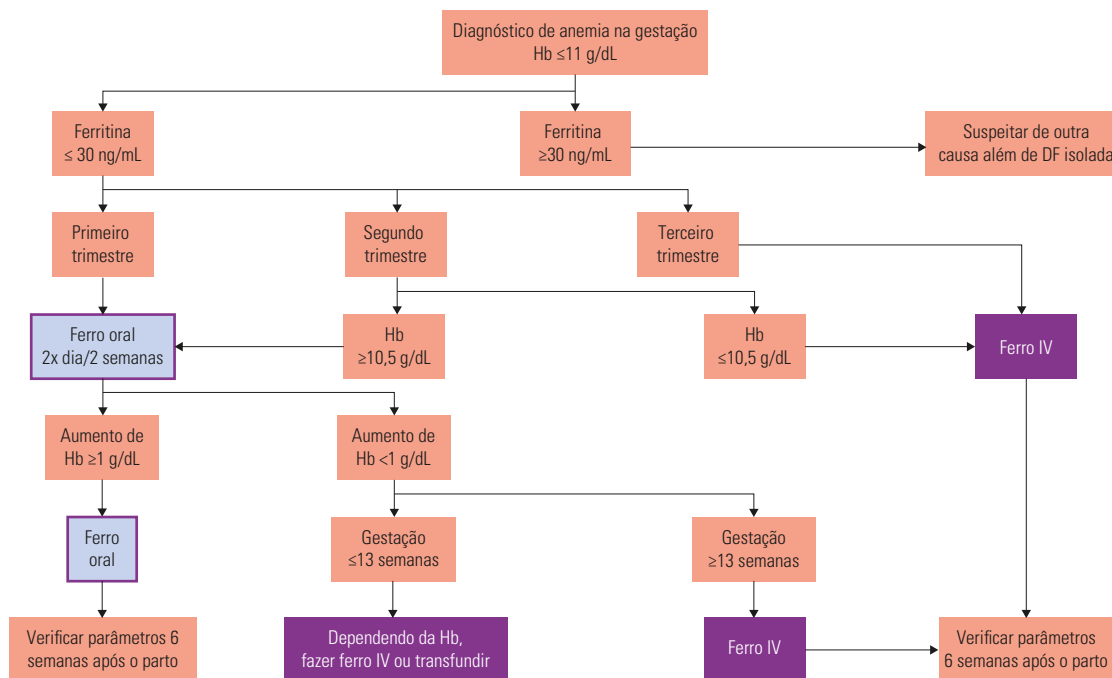 Diagnóstico de anemia na gestação
Hb ≤11 g/dL
Ferritina
≤ 30 ng/mL
Ferritina
≥30 ng/mL
Suspeitar de outra
causa além de DF isolada
Primeiro
trimestre
Segundo
trimestre
Terceiro
trimestre
Ferro oral
2x dia/2 semanas
Hb
≥10,5 g/dL
Hb
≤10,5 g/dL
Ferro IV
Aumento de
Hb ≥1 g/dL
Aumento de
Hb <1 g/dL
Ferro
oral
Gestação
≤13 semanas
Gestação
≥13 semanas
Verificar parâmetros 6
semanas após o parto
Dependendo da Hb,
fazer ferro IV ou transfundir
Ferro IV
Verificar parâmetros
6 semanas após o parto